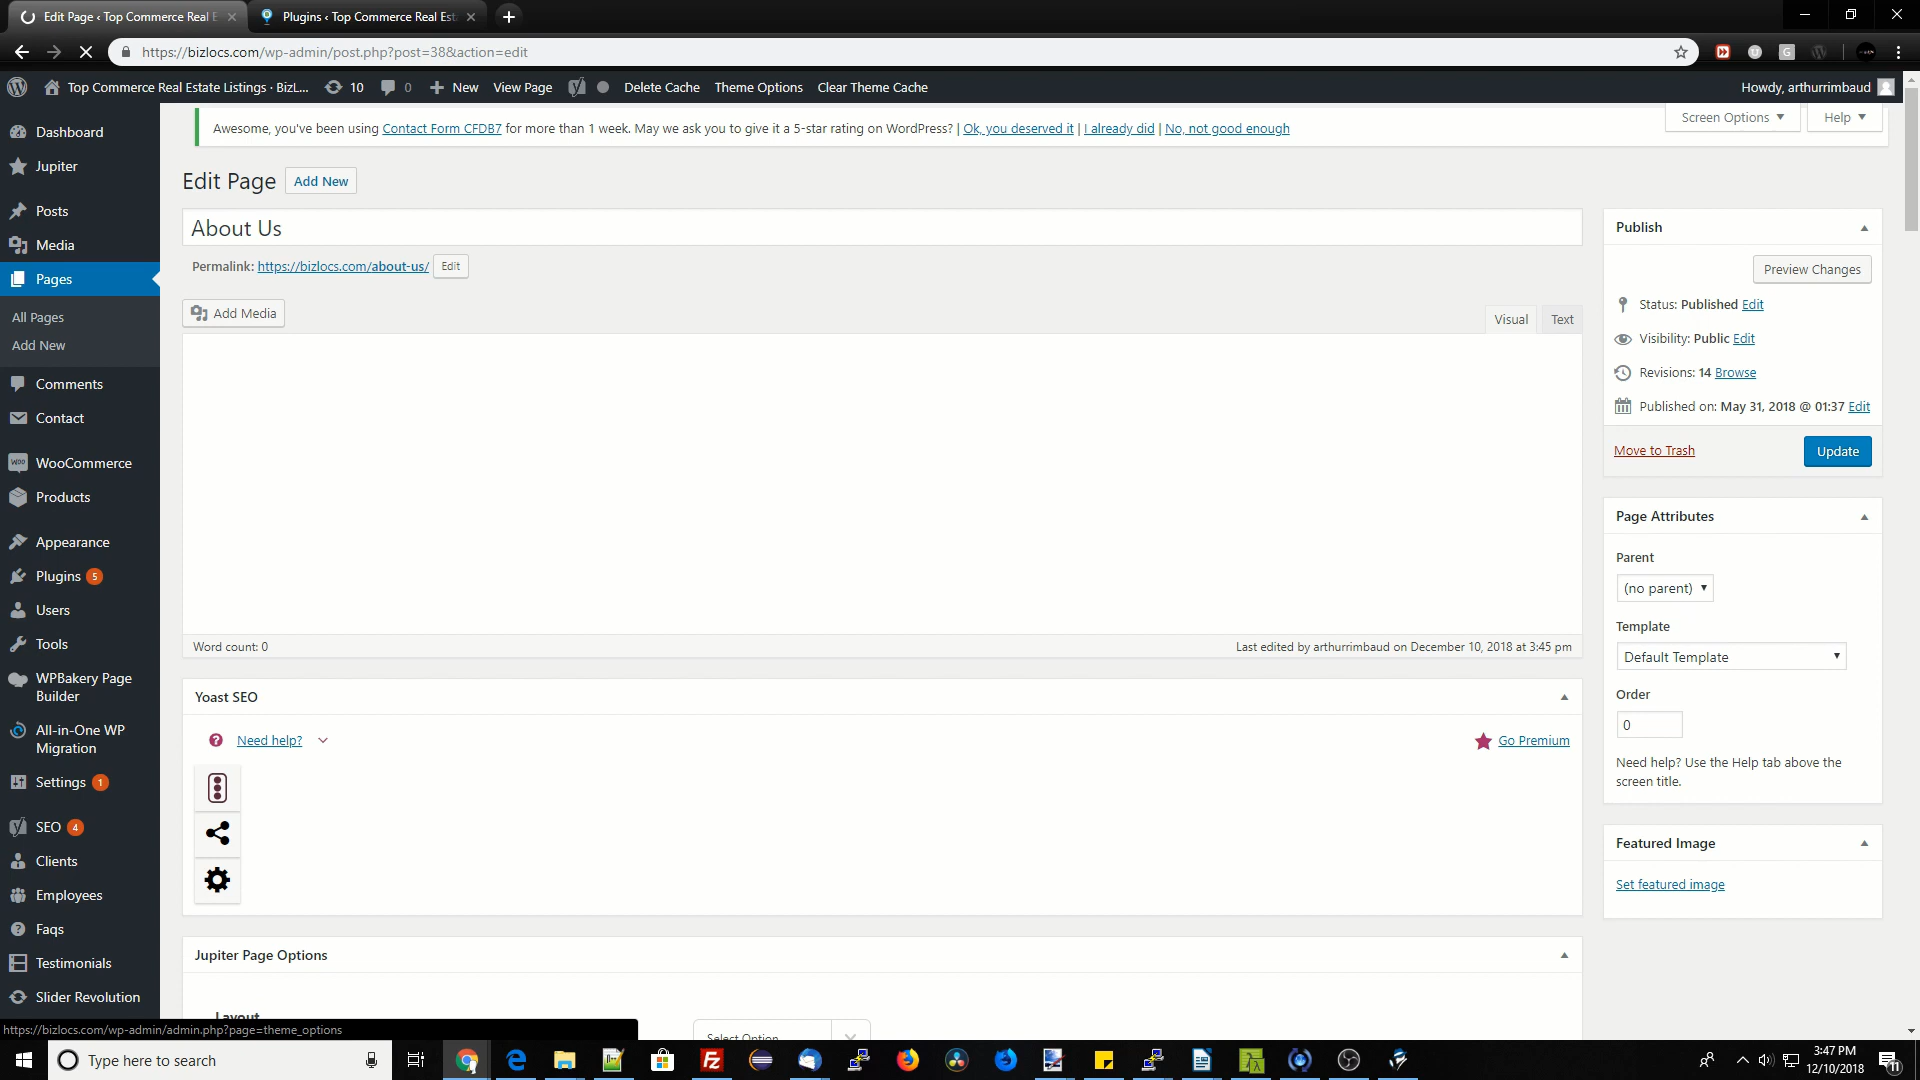 Edit Page ‹ Top Commerce Real E
Plugins ‹ Top Commerce Real Est
https://bizlocs.com/wp-admin/post.php?post=38&action=edit
Top Commerce Real Estate Listings · BizL...
10
0
New
View Page
Delete Cache
Theme Options
Clear Theme Cache
Howdy, arthurrimbaud
Awesome, you've been using Contact Form CFDB7 for more than 1 week. May we ask you to give it a 5-star rating on WordPress? | Ok, you deserved it | I already did | No, not good enough
Screen Options
Help
Dashboard
Jupiter
Posts
Media
Pages
All Pages
Add New
Comments
Contact
WooCommerce
Products
Appearance
Plugins 5
Users
Tools
WPBakery Page
Builder
All-in-One WP
Migration
Settings 1
SEO 4
Clients
Employees
Faqs
Testimonials
Slider Revolution
Edit Page
Add New
About Us
Permalink: https://bizlocs.com/about-us/
Edit
Add Media
Visual
Text
Word count: 0
Last edited by arthurrimbaud on December 10, 2018 at 3:45 pm
Yoast SEO
Need help?
Go Premium
Jupiter Page Options
Layout
Select Option
Publish
Preview Changes
Status: Published Edit
Visibility: Public Edit
Revisions: 14 Browse
Published on: May 31, 2018 @ 01:37 Edit
Move to Trash
Update
Page Attributes
Parent
(no parent)
Template
Default Template
Order
0
Need help? Use the Help tab above the
screen title.
Featured Image
Set featured image
https://bizlocs.com/wp-admin/admin.php?page=theme_options
Type here to search
3:47 PM
12/10/2018
11